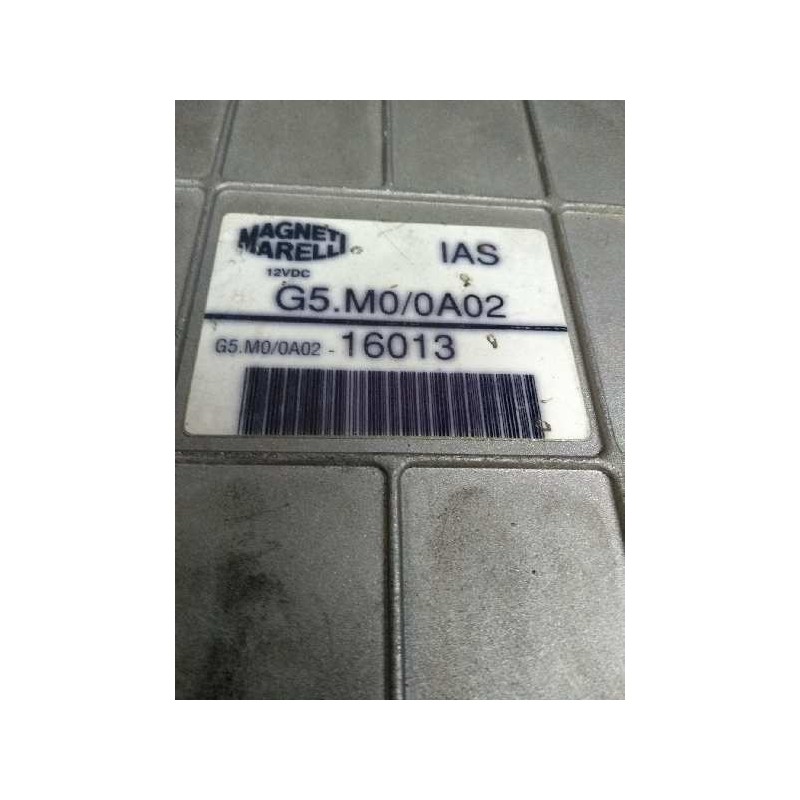 MAGNETI
MARELLI
IAS
12VDC
G5.M0/0A02
G5.M0/0A02 - 16013